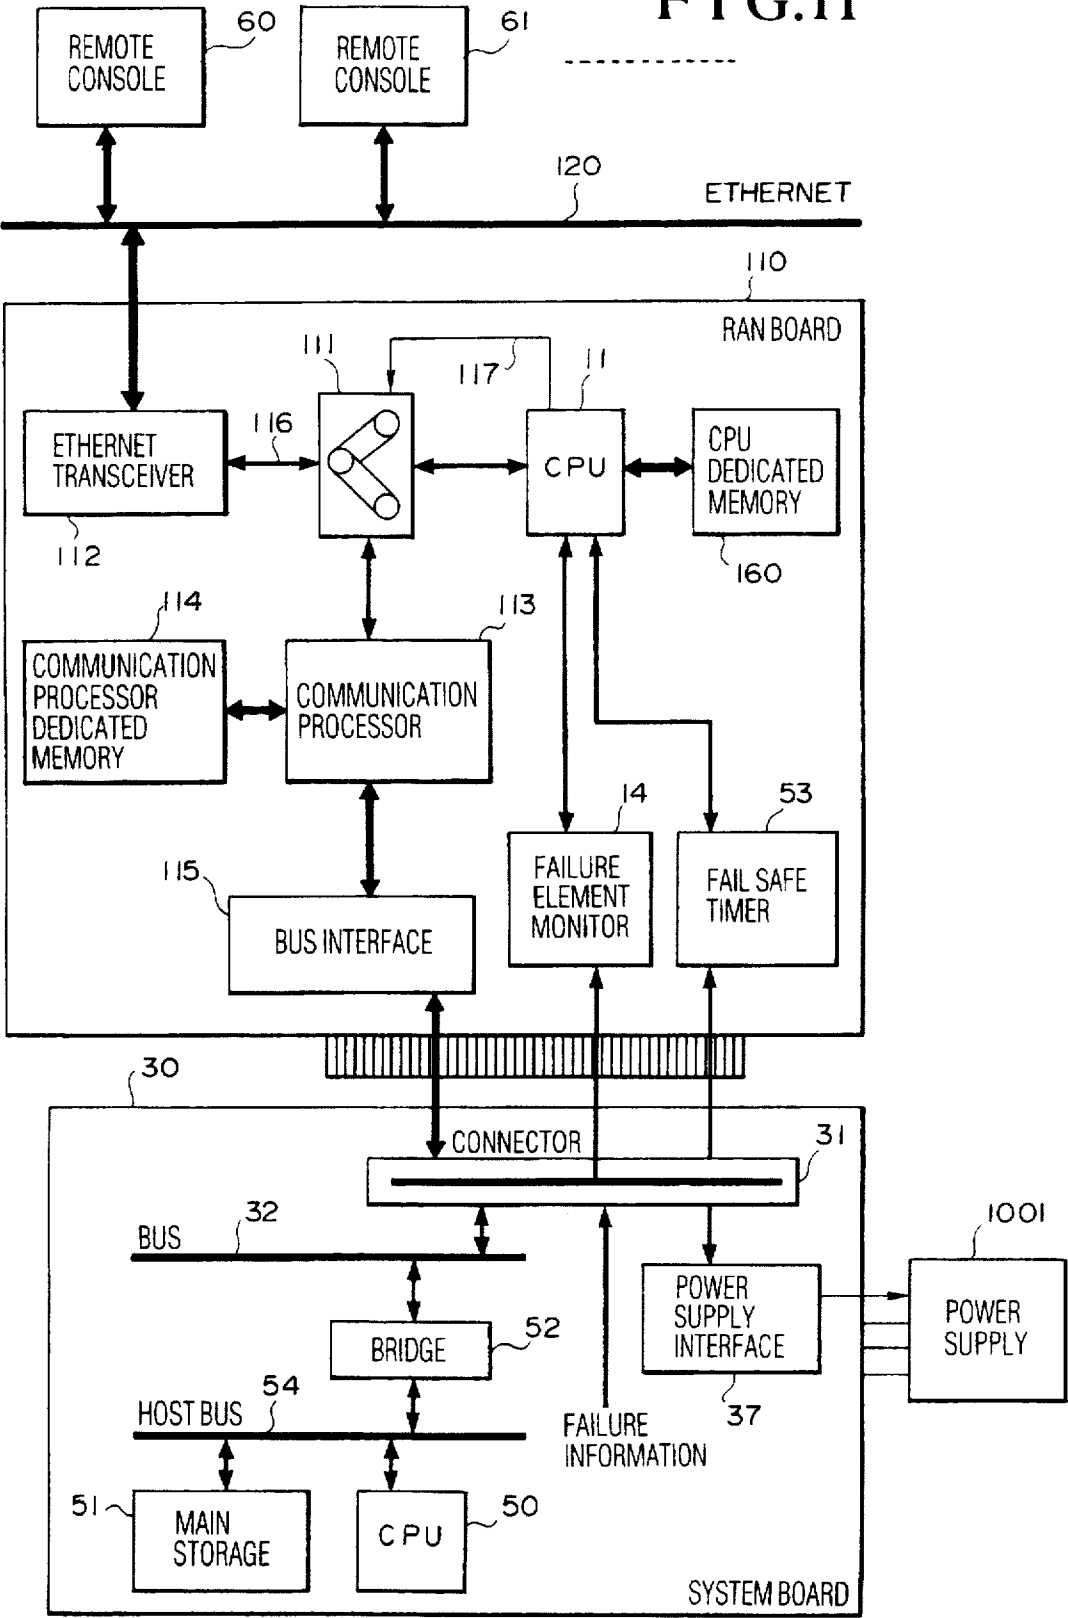 FIG.11
60
61
REMOTE
CONSOLE
REMOTE
CONSOLE
120
ETHERNET
110
RAN BOARD
111
117
11
116
ETHERNET
TRANSCEIVER
CPU
CPU
DEDICATED
MEMORY
112
160
114
113
COMMUNICATION
PROCESSOR
DEDICATED
MEMORY
COMMUNICATION
PROCESSOR
14
53
115
FAILURE
ELEMENT
MONITOR
FAIL SAFE
TIMER
BUS INTERFACE
30
CONNECTOR
31
BUS
32
1001
POWER
SUPPLY
INTERFACE
POWER
SUPPLY
BRIDGE
52
37
HOST BUS
54
FAILURE
INFORMATION
51
MAIN
STORAGE
CPU
50
SYSTEM BOARD